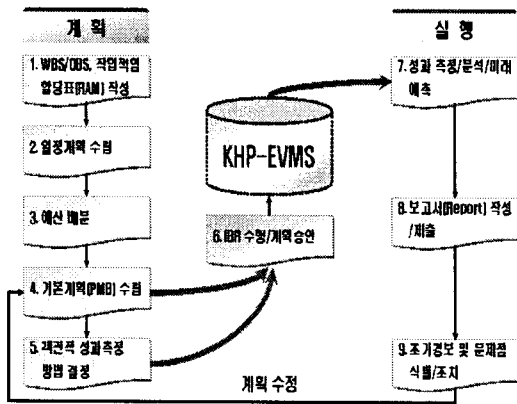 계 획
1. WBS/OBS, 작업책임
할당표(RAM) 작성
2. 일정계획 수립
3. 예산 배분
4. 기본계획(PMB) 수립
5. 객관적 성과측정
방법 결정
KHP-EVMS
6. IBR 수행/계획승인
실 행
7. 성과 측정/분석/미래
예측
8. 보고서(Report) 작성
/제출
9. 조기경보 및 문제점
식별/조치
계획 수정